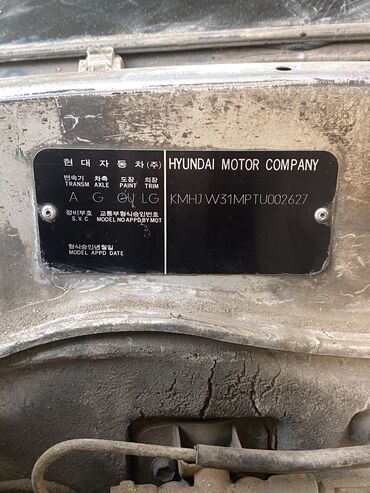 현 대 자 동 차 (주) HYUNDAI MOTOR COMPANY
변속기 차축 도장 의장
TRANSM AXLE PAINT TRIM
A G LG KMHJW31MPTU002627
정비부호 교통부형식승인번호
S.V.C MODEL NO APPD BY MOT
형식승인년월일
MODEL APPD DATE